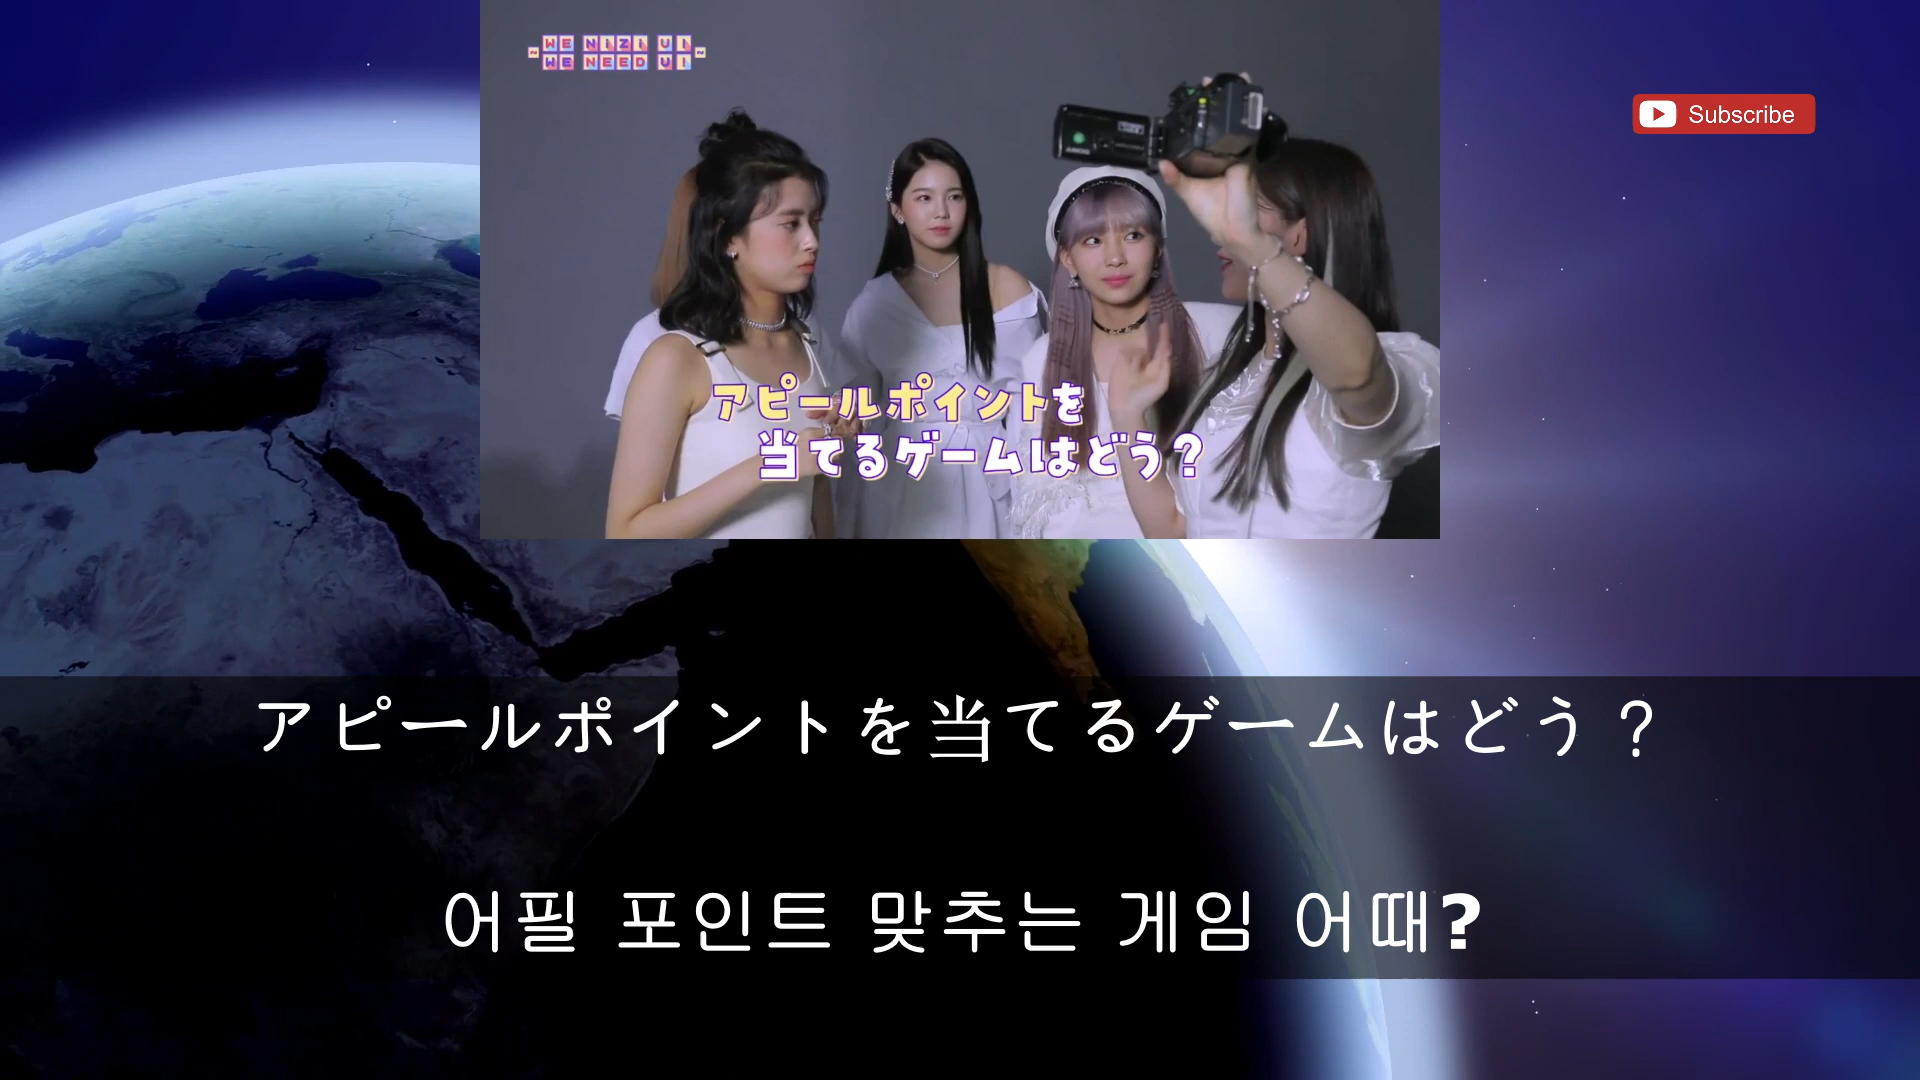 WE NIZI U!
~WE NEED U!~
Subscribe
アピールポイントを
当てるゲームはどう?
アピールポイントを当てるゲームはどう？
어필 포인트 맞추는 게임 어때?